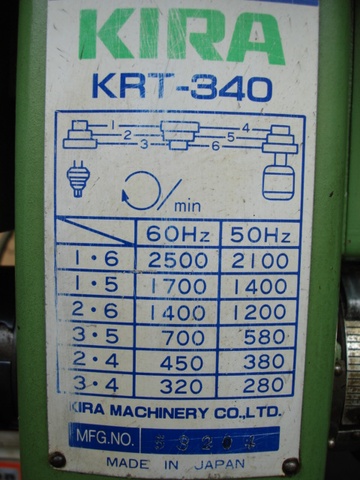 KIRA
KRT-340
1 4
2 5
3 6
/min
60Hz 50Hz
1·6 2500 2100
1·5 1700 1400
2·6 1400 1200
3·5 700 580
2·4 450 380
3·4 320 280
KIRA MACHINERY CO.,LTD.
MFG.NO.
MADE IN JAPAN